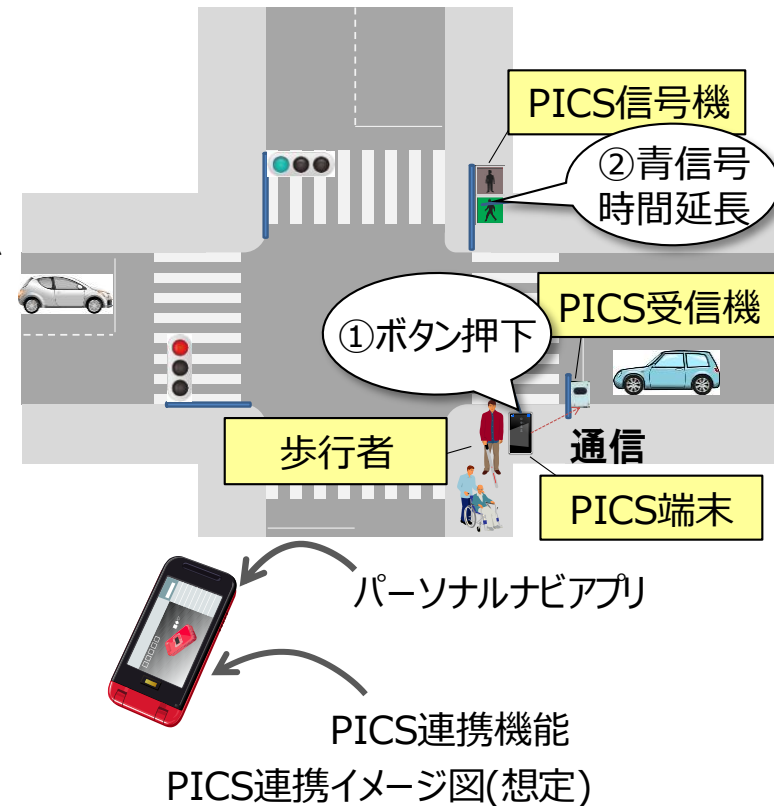 PICS信号機
②青信号
時間延長
PICS受信機
①ボタン押下
歩行者
通信
PICS端末
パーソナルナビアプリ
PICS連携機能
PICS連携イメージ図(想定)